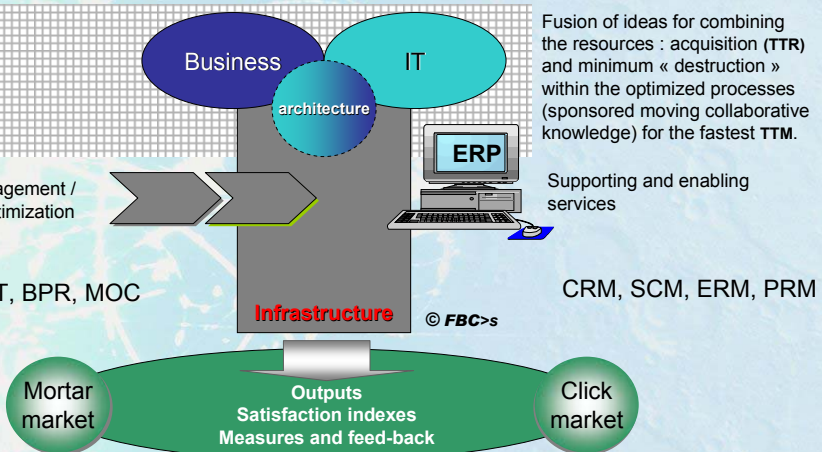 Business
IT
architecture
Fusion of ideas for combining
the resources : acquisition (TTR)
and minimum « destruction »
within the optimized processes
(sponsored moving collaborative
knowledge) for the fastest TTM.
ERP
agement /
timization
Supporting and enabling
services
T, BPR, MOC
CRM, SCM, ERM, PRM
Infrastructure
© FBC>s
Mortar
market
Outputs
Satisfaction indexes
Measures and feed-back
Click
market